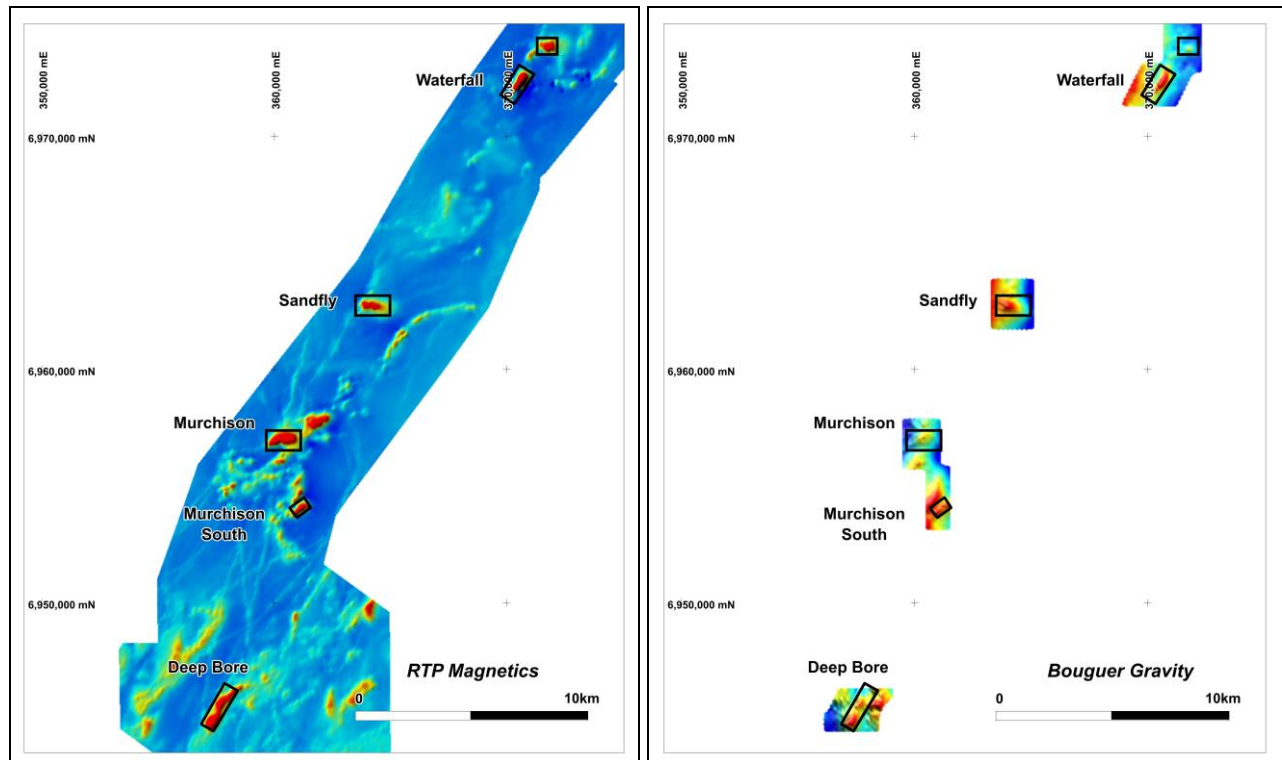 350,000 mE
360,000 mE
370,000 mE
Waterfall
6,970,000 mN
Sandfly
6,960,000 mN
Murchison
Murchison
South
6,950,000 mN
Deep Bore
RTP Magnetics
0
10km
350,000 mE
360,000 mE
370,000 mE
Waterfall
6,970,000 mN
Sandfly
6,960,000 mN
Murchison
Murchison
South
6,950,000 mN
Deep Bore
Bouguer Gravity
0
10km